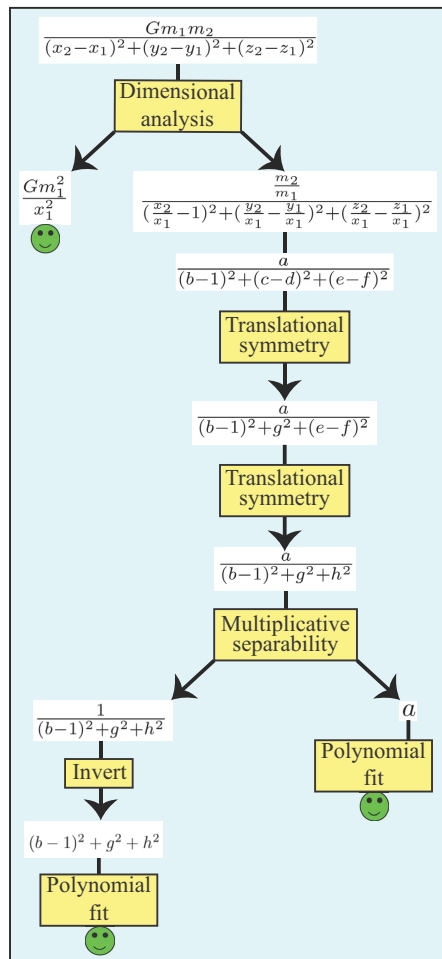 Gm₁m₂ / (x₂−x₁)²+(y₂−y₁)²+(z₂−z₁)²
Dimensional
analysis
Gm₁² / x₁²
m₂/m₁ / (x₂/x₁−1)²+(y₂/x₁−y₁/x₁)²+(z₂/x₁−z₁/x₁)²
a / (b−1)²+(c−d)²+(e−f)²
Translational
symmetry
a / (b−1)²+g²+(e−f)²
Translational
symmetry
a / (b−1)²+g²+h²
Multiplicative
separability
1 / (b−1)²+g²+h²
a
Invert
Polynomial
fit
(b−1)²+g²+h²
Polynomial
fit